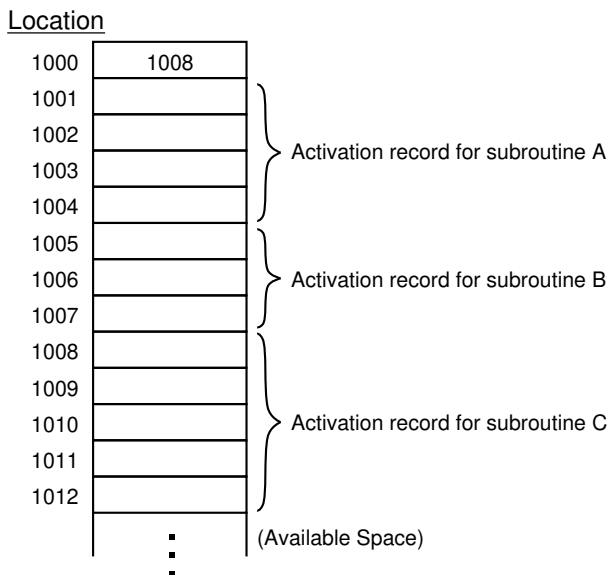 Location
1000 1008
1001
1002
1003 Activation record for subroutine A
1004
1005
1006 Activation record for subroutine B
1007
1008
1009
1010 Activation record for subroutine C
1011
1012
(Available Space)